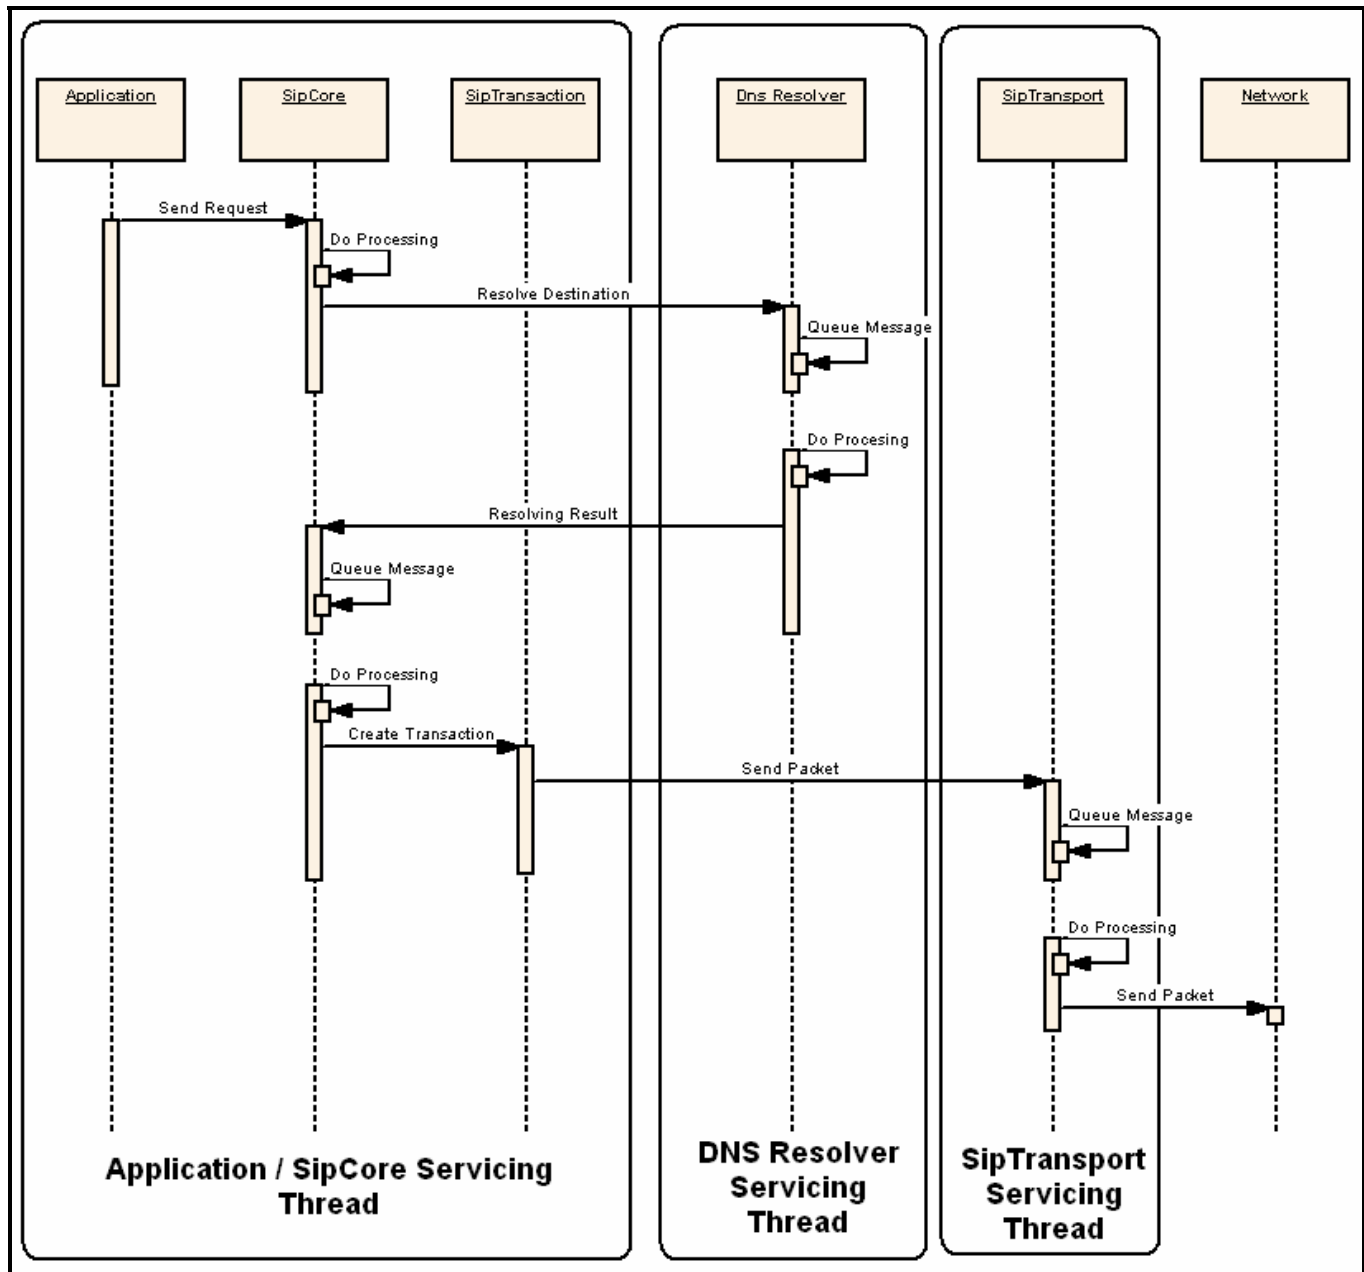 Application
SipCore
SipTransaction
Dns Resolver
SipTransport
Network
Send Request
Do Processing
Resolve Destination
Queue Message
Do Procesing
Resolving Result
Queue Message
Do Processing
Create Transaction
Send Packet
Queue Message
Do Processing
Send Packet
Application / SipCore Servicing
Thread
DNS Resolver
Servicing
Thread
SipTransport
Servicing
Thread